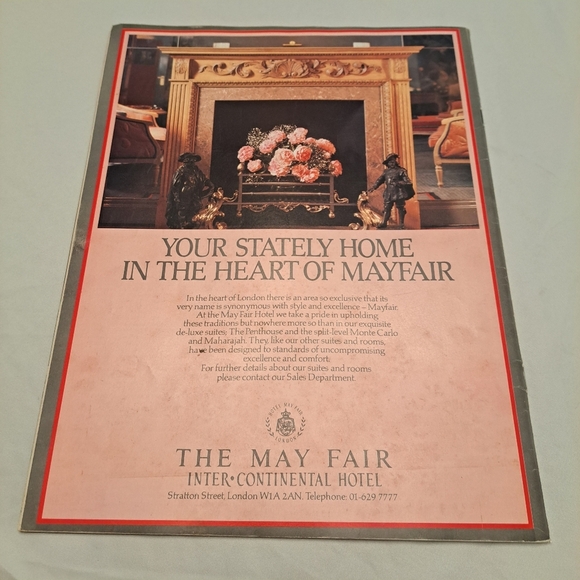 YOUR STATELY HOME
IN THE HEART OF MAYFAIR
In the heart of London there is an area so exclusive that its
very name is synonymous with style and excellence – Mayfair.
At the May Fair Hotel we take a pride in upholding
these traditions but nowhere more so than in our exquisite
de-luxe suites; The Penthouse and the split-level Monte Carlo
and Maharajah. They, like our other suites and rooms,
have been designed to standards of uncompromising
excellence and comfort.
For further details about our suites and rooms
please contact our Sales Department.
HOTEL MAY FAIR
LONDON
THE MAY FAIR
INTER•CONTINENTAL HOTEL
Stratton Street, London W1A 2AN. Telephone: 01-629 7777